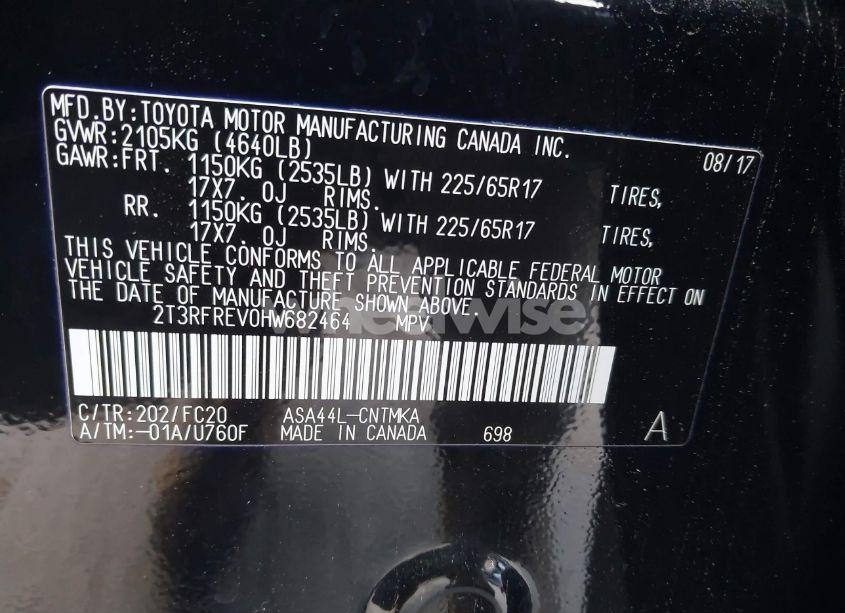 MFD.BY:TOYOTA MOTOR MANUFACTURING CANADA INC. 08/17
GVWR:2105KG (4640LB)
GAWR:FRT. 1150KG (2535LB) WITH 225/65R17 TIRES,
17X7. 0J RIMS.
RR. 1150KG (2535LB) WITH 225/65R17 TIRES,
17X7. 0J RIMS.
THIS VEHICLE CONFORMS TO ALL APPLICABLE FEDERAL MOTOR
VEHICLE SAFETY AND THEFT PREVENTION STANDARDS IN EFFECT ON
THE DATE OF MANUFACTURE SHOWN ABOVE.
2T3RFREV0HW682464 MPV
C/TR:202/FC20 ASA44L-CNTMKA
A/TM:-01A/U760F MADE IN CANADA 698 A